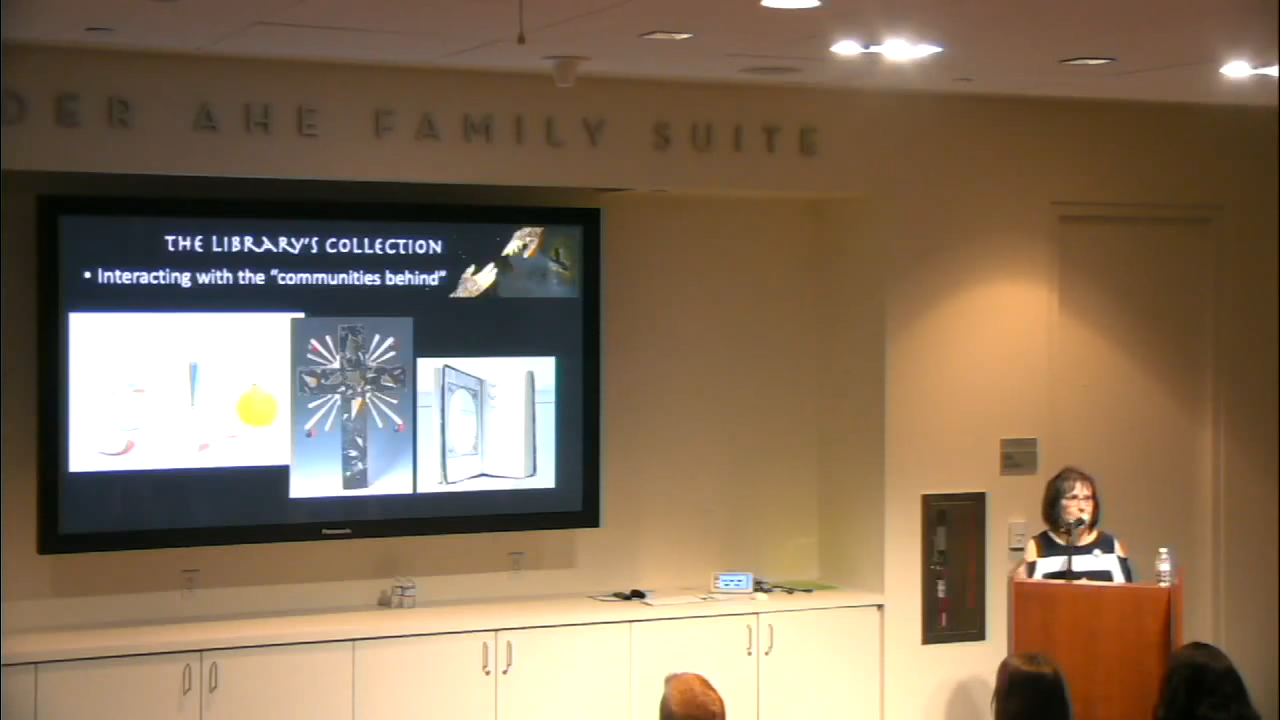 DER AHE FAMILY SUITE
THE LIBRARY'S COLLECTION
• Interacting with the “communities behind”
Panasonic